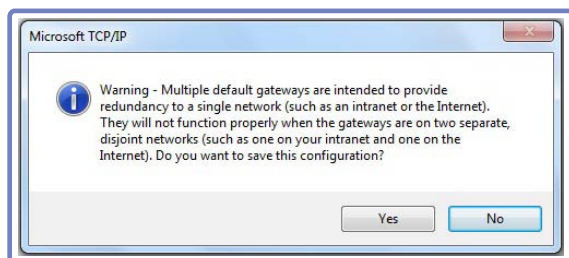 Microsoft TCP/IP
Warning - Multiple default gateways are intended to provide
redundancy to a single network (such as an intranet or the Internet).
They will not function properly when the gateways are on two separate,
disjoint networks (such as one on your intranet and one on the
Internet). Do you want to save this configuration?
Yes
No